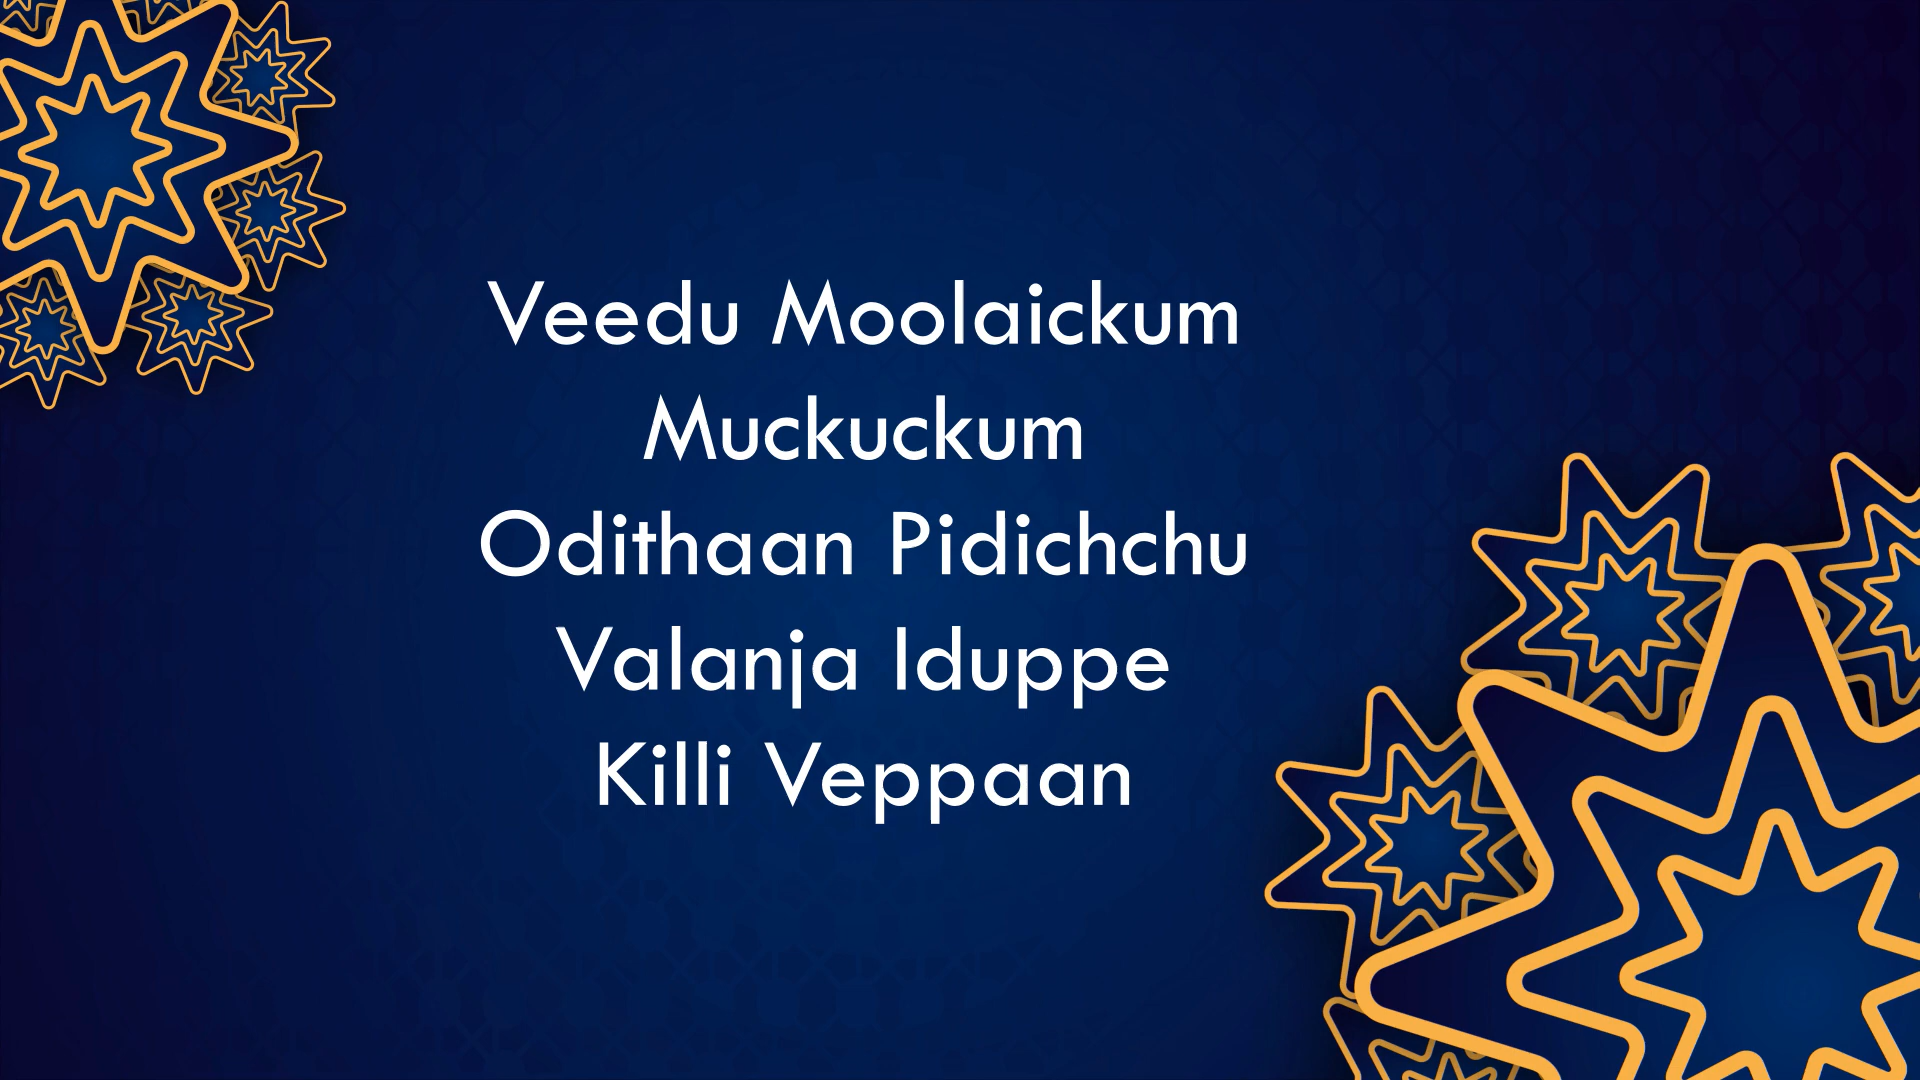 Veedu Moolaickum
Muckuckum
Odithaan Pidichchu
Valanja Iduppe
Killi Veppaan